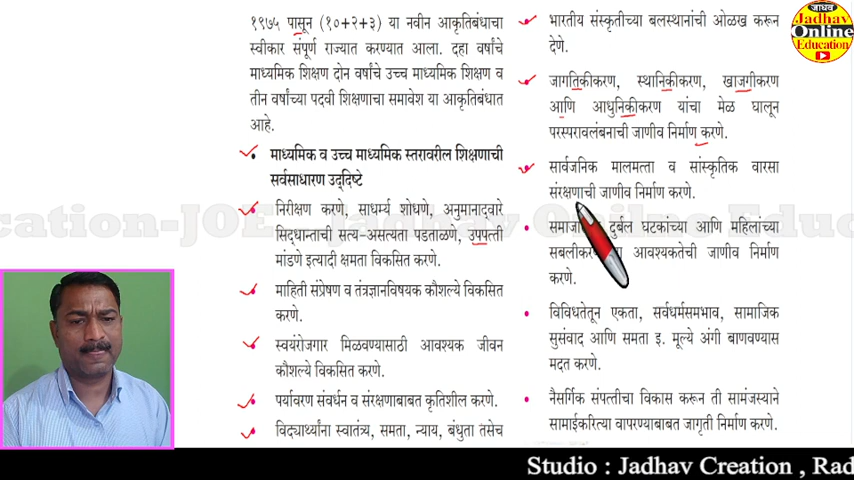 १९७५ पासून (१०+२+३) या नवीन आकृतिबंधाचा
स्वीकार संपूर्ण राज्यात करण्यात आला. दहा वर्षांचे
माध्यमिक शिक्षण दोन वर्षांचे उच्च माध्यमिक शिक्षण व
तीन वर्षांच्या पदवी शिक्षणाचा समावेश या आकृतिबंधात
आहे.
• माध्यमिक व उच्च माध्यमिक स्तरावरील शिक्षणाची
सर्वसाधारण उद्‌दिष्टे
• निरीक्षण करणे, साधर्म्य शोधणे, अनुमानाद्‌वारे
सिद्‌धान्ताची सत्य-असत्यता पडताळणे, उपपत्ती
मांडणे इत्यादी क्षमता विकसित करणे.
• माहिती संप्रेषण व तंत्रज्ञानविषयक कौशल्ये विकसित
करणे.
• स्वयंरोजगार मिळवण्यासाठी आवश्यक जीवन
कौशल्ये विकसित करणे.
• पर्यावरण संवर्धन व संरक्षणाबाबत कृतिशील करणे.
• विद्यार्थ्यांना स्वातंत्र्य, समता, न्याय, बंधुता तसेच
• भारतीय संस्कृतीच्या बलस्थानांची ओळख करून
देणे.
• जागतिकीकरण, स्थानिकीकरण, खाजगीकरण
आणि आधुनिकीकरण यांचा मेळ घालून
परस्परावलंबनाची जाणीव निर्माण करणे.
• सार्वजनिक मालमत्ता व सांस्कृतिक वारसा
संरक्षणाची जाणीव निर्माण करणे.
• दुर्बल घटकांच्या आणि महिलांच्या
आवश्यकतेची जाणीव निर्माण
करणे.
• विविधतेतून एकता, सर्वधर्मसमभाव, सामाजिक
सुसंवाद आणि समता इ. मूल्ये अंगी बाणवण्यास
मदत करणे.
• नैसर्गिक संपत्तीचा विकास करून ती सामंजस्याने
सामाईकरित्या वापरण्याबाबत जागृती निर्माण करणे.
जाधव
Jadhav
Online
Education
cation-JOE Jadhav Online Educ
Studio : Jadhav Creation , Rad